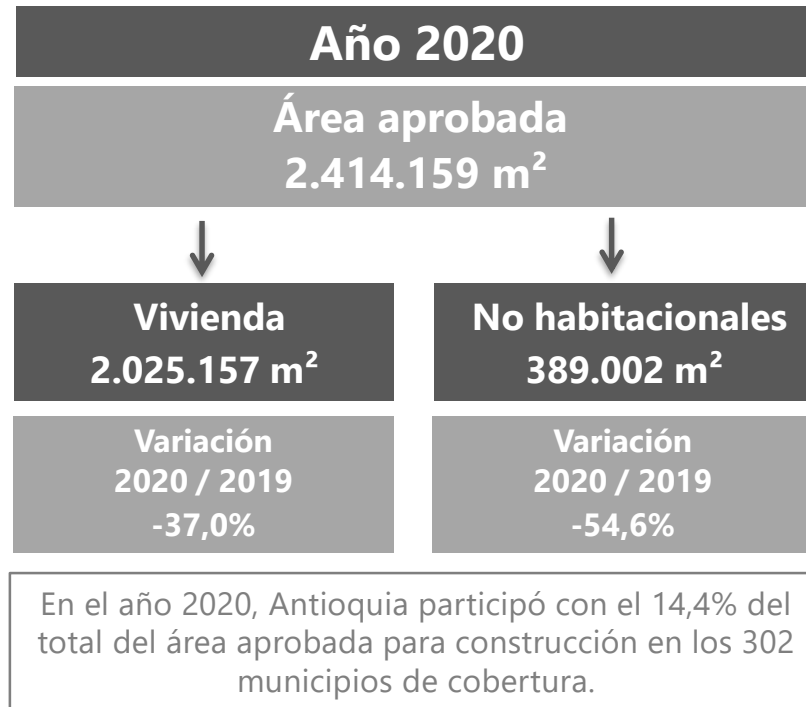 Año 2020
Área aprobada
2.414.159 m²
Vivienda
2.025.157 m²
No habitacionales
389.002 m²
Variación
2020 / 2019
-37,0%
Variación
2020 / 2019
-54,6%
En el año 2020, Antioquia participó con el 14,4% del
total del área aprobada para construcción en los 302
municipios de cobertura.